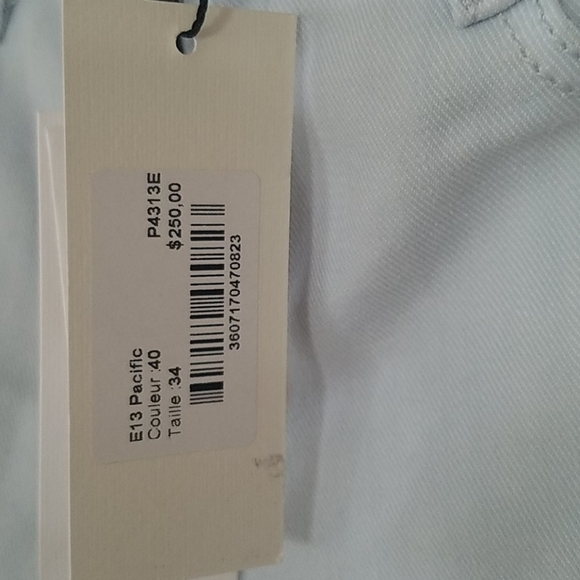 P4313E
$250,00
E13 Pacific
Couleur :40
Taille :34
3607170470823